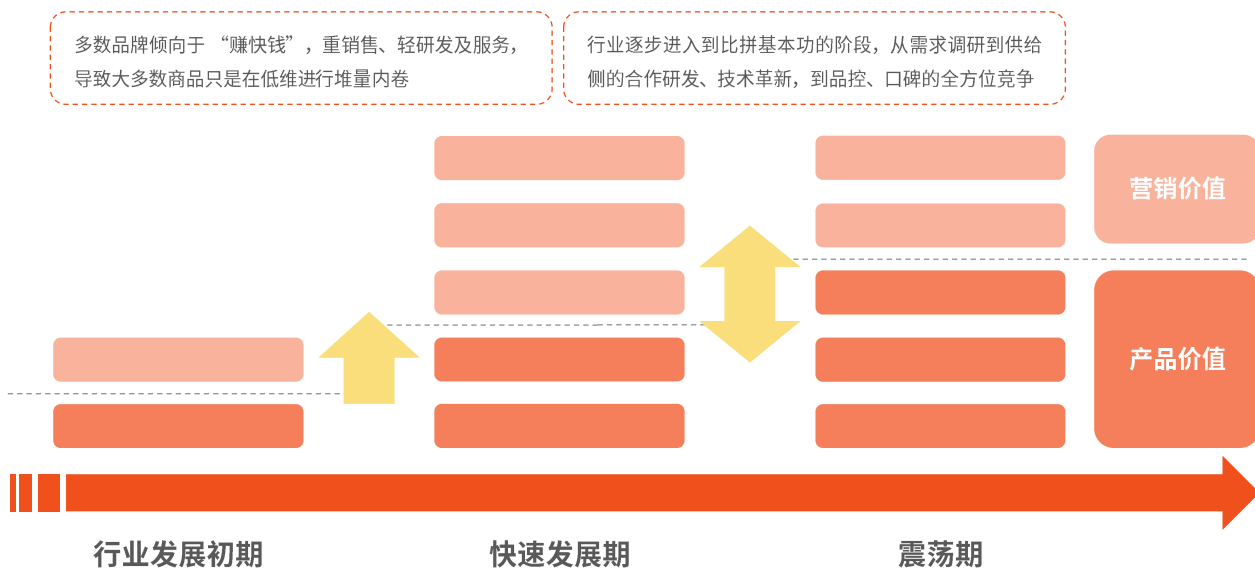 多数品牌倾向于 “赚快钱”，重销售、轻研发及服务，
导致大多数商品只是在低维进行堆量内卷
行业逐步进入到比拼基本功的阶段，从需求调研到供给
侧的合作研发、技术革新，到品控、口碑的全方位竞争
营销价值
产品价值
行业发展初期
快速发展期
震荡期